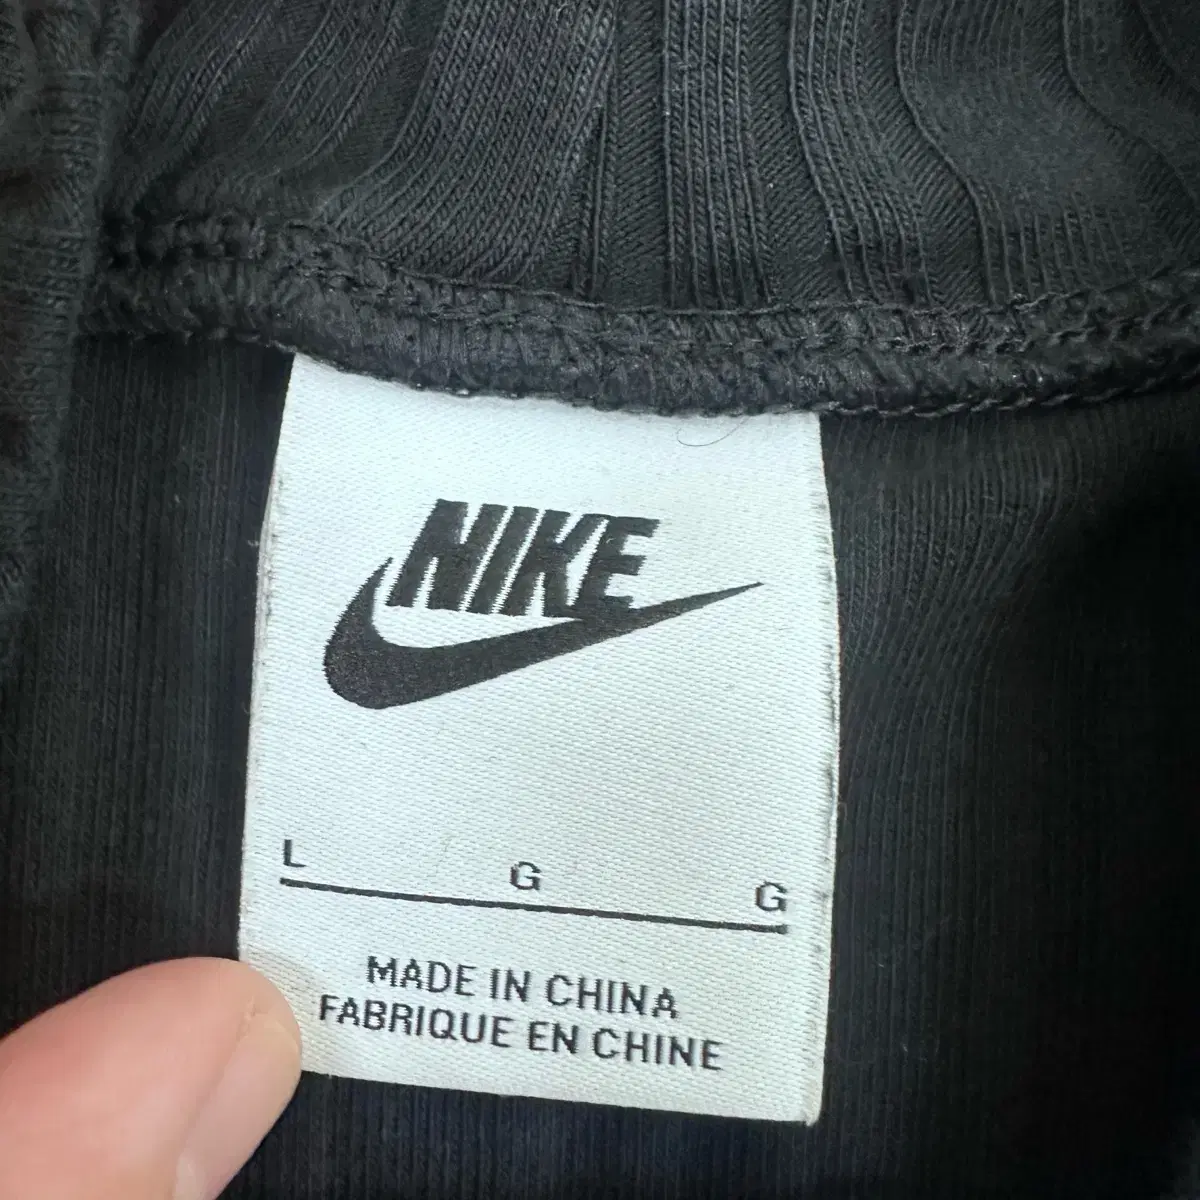 NIKE
L G G
MADE IN CHINA
FABRIQUE EN CHINE